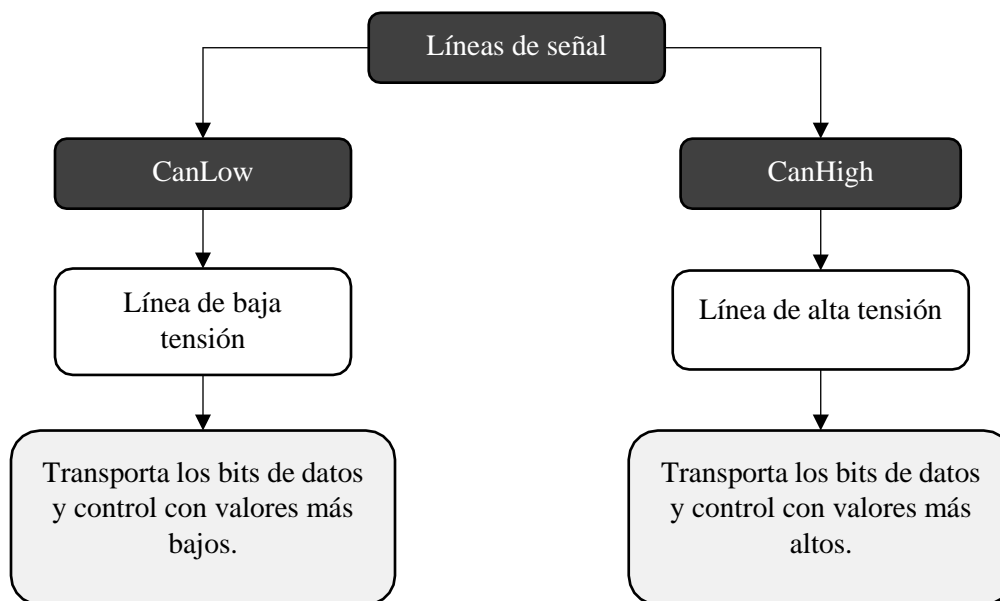 Líneas de señal
CanLow
CanHigh
Línea de baja
tensión
Línea de alta tensión
Transporta los bits de datos
y control con valores más
bajos.
Transporta los bits de datos
y control con valores más
altos.